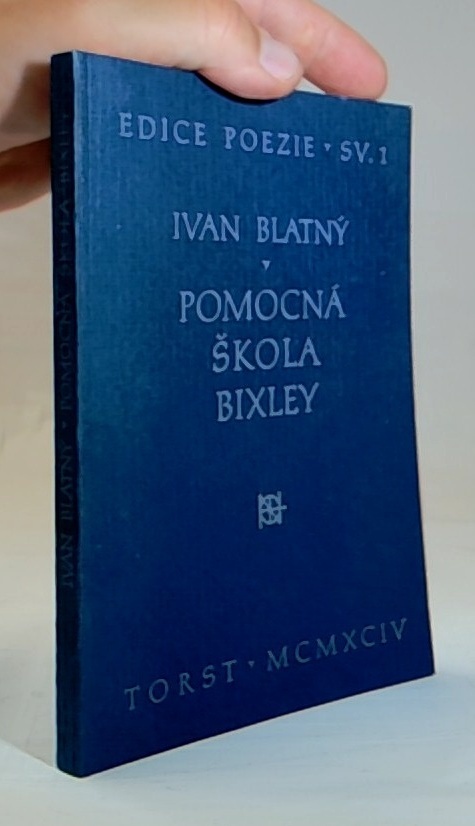 EDICE POEZIE ▾ SV. 1
IVAN BLATNÝ
▾
POMOCNÁ
ŠKOLA
BIXLEY
TORST ▾ MCMXCIV
IVAN BLATNÝ ▾ POMOCNÁ ŠKOLA BIXLEY